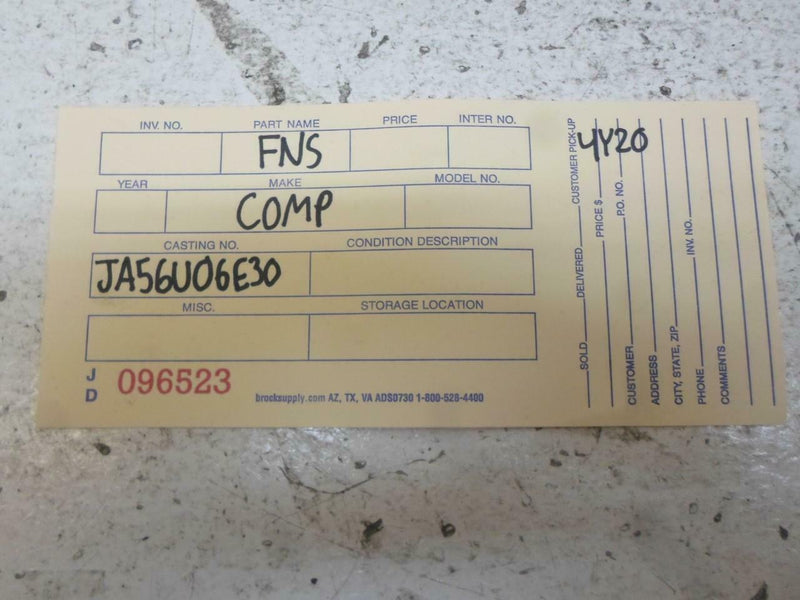 INV. NO. PART NAME PRICE INTER NO.
FNS
YEAR MAKE MODEL NO.
COMP
CASTING NO. CONDITION DESCRIPTION
JA56U06E30
MISC. STORAGE LOCATION
J D 096523
brocksupply.com AZ, TX, VA ADS0730 1-800-528-4400
SOLD DELIVERED CUSTOMER PICK-UP
4Y20
PRICE $
CUSTOMER P.O. NO.
ADDRESS
CITY, STATE, ZIP
PHONE INV. NO.
COMMENTS